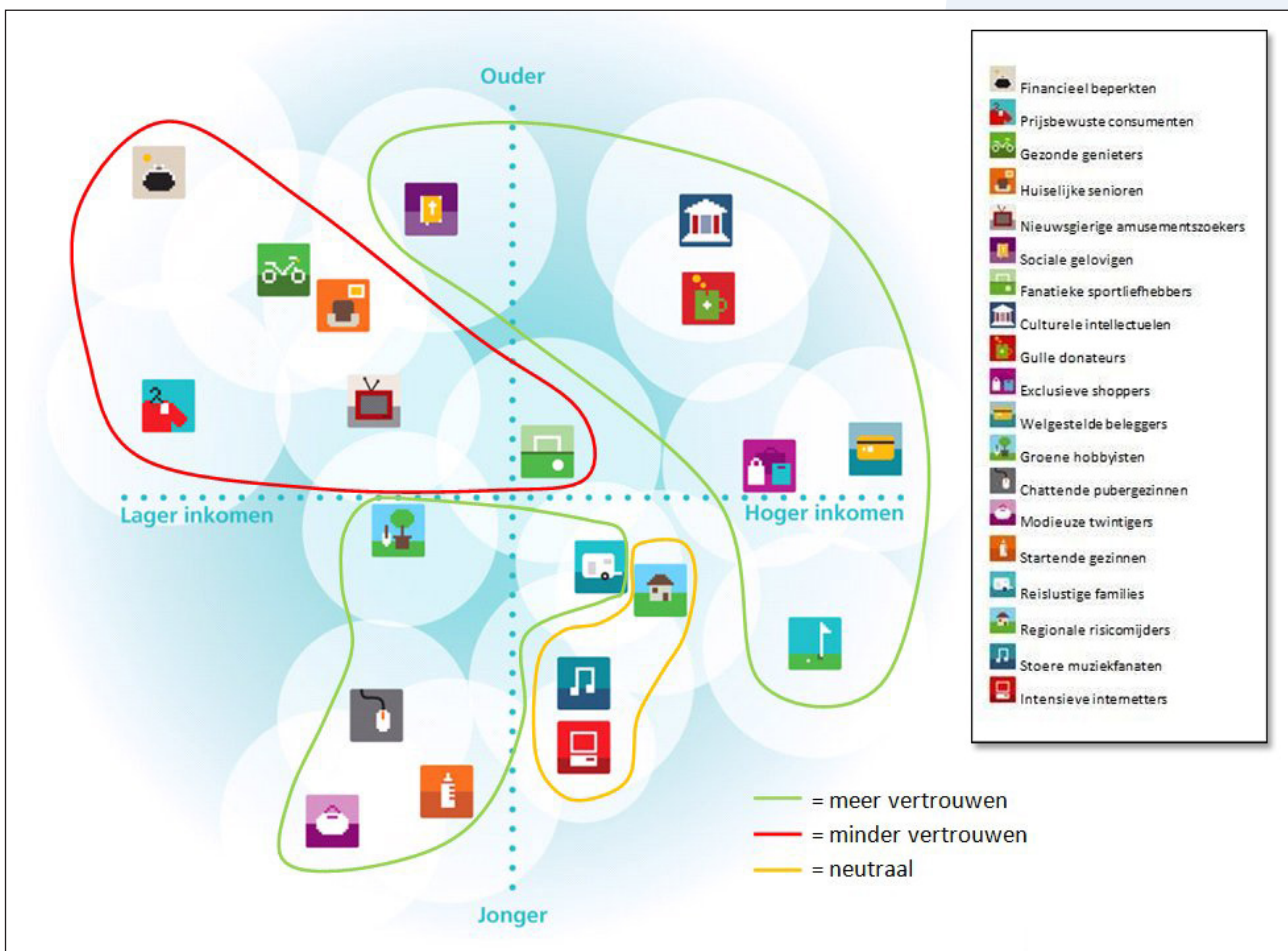 Ouder
Lager inkomen
Hoger inkomen
Jonger
= meer vertrouwen
= minder vertrouwen
= neutraal
Financieel beperkten
Prijsbewuste consumenten
Gezonde genieters
Huiselijke senioren
Nieuwsgierige amusementszoekers
Sociale gelovigen
Fanatieke sportliefhebbers
Culturele intellectuelen
Gulle donateurs
Exclusieve shoppers
Welgestelde beleggers
Groene hobbyisten
Chattende pubergezinnen
Modieuze twintigers
Startende gezinnen
Reislustige families
Regionale risicomijders
Stoere muziekfanaten
Intensieve internetters